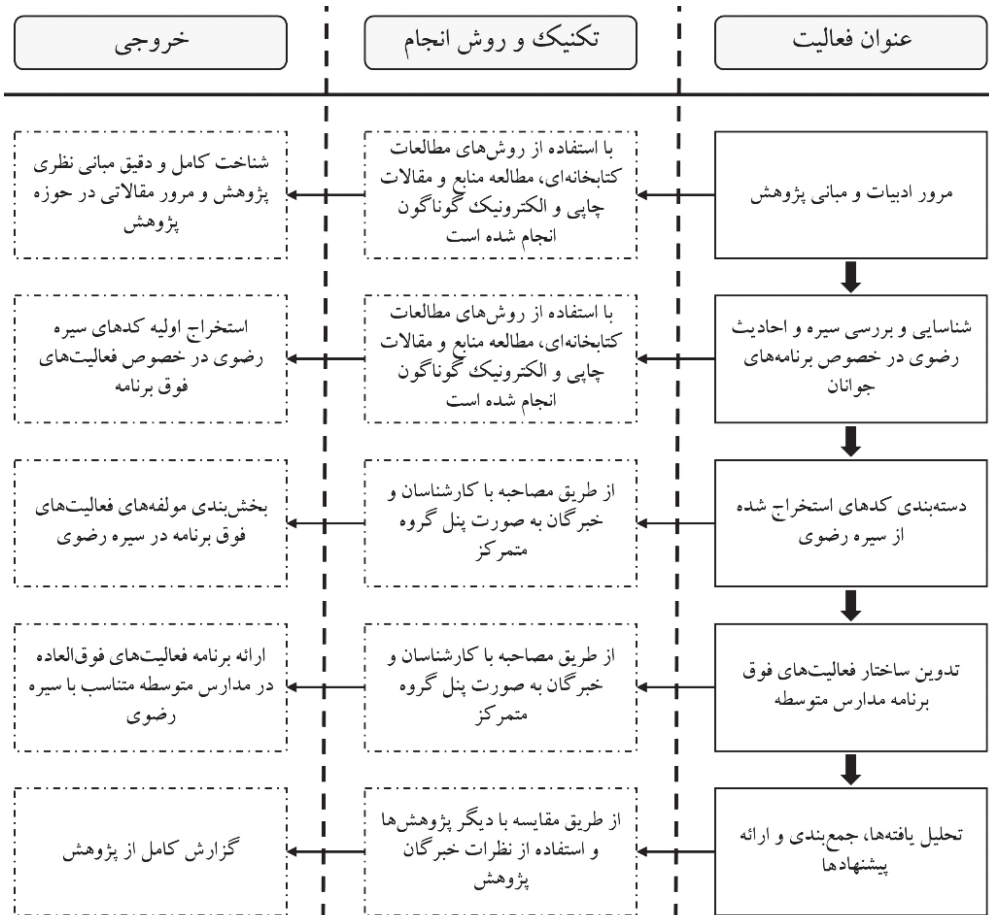 عنوان فعالیت
تکنیک و روش انجام
خروجی
مرور ادبیات و مبانی پژوهش
با استفاده از روش‌های مطالعات
کتابخانه‌ای، مطالعه منابع و مقالات
چاپی و الکترونیک گوناگون
انجام شده است
شناخت کامل و دقیق مبانی نظری
پژوهش و مرور مقالاتی در حوزه
پژوهش
شناسایی و بررسی سیره و احادیث
رضوی در خصوص برنامه‌های
جوانان
با استفاده از روش‌های مطالعات
کتابخانه‌ای، مطالعه منابع و مقالات
چاپی و الکترونیک گوناگون
انجام شده است
استخراج اولیه کدهای سیره
رضوی در خصوص فعالیت‌های
فوق برنامه
دسته‌بندی کدهای استخراج شده
از سیره رضوی
از طریق مصاحبه با کارشناسان و
خبرگان به صورت پنل گروه
متمرکز
بخش‌بندی مولفه‌های فعالیت‌های
فوق برنامه در سیره رضوی
تدوین ساختار فعالیت‌های فوق
برنامه مدارس متوسطه
از طریق مصاحبه با کارشناسان و
خبرگان به صورت پنل گروه
متمرکز
ارائه برنامه فعالیت‌های فوق‌العاده
در مدارس متوسطه متناسب با سیره
رضوی
تحلیل یافته‌ها، جمع‌بندی و ارائه
پیشنهادها
از طریق مقایسه با دیگر پژوهش‌ها
و استفاده از نظرات خبرگان
پژوهش
گزارش کامل از پژوهش